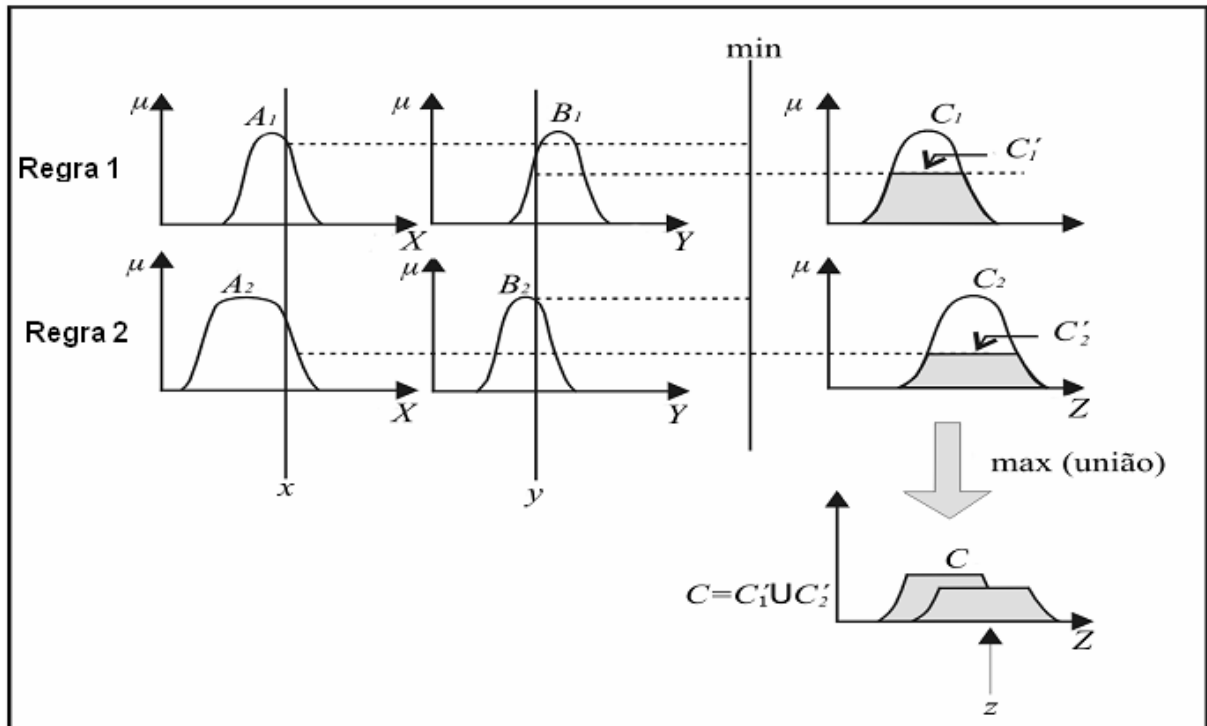 min
μ A₁ μ B₁ μ C₁
Regra 1 C₁′
X Y
μ A₂ μ B₂ μ C₂
Regra 2 C₂′
X Y Z
x y
max (união)
C
C=C₁′∪C₂′
Z
z